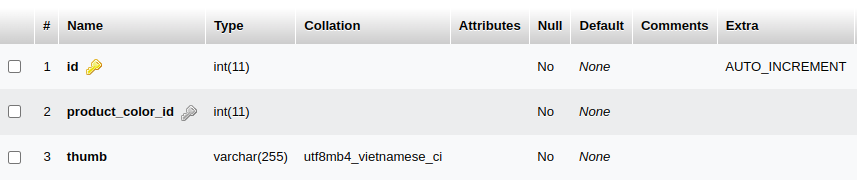 # Name Type Collation Attributes Null Default Comments Extra
1 id int(11) No None AUTO_INCREMENT
2 product_color_id int(11) No None
3 thumb varchar(255) utf8mb4_vietnamese_ci No None